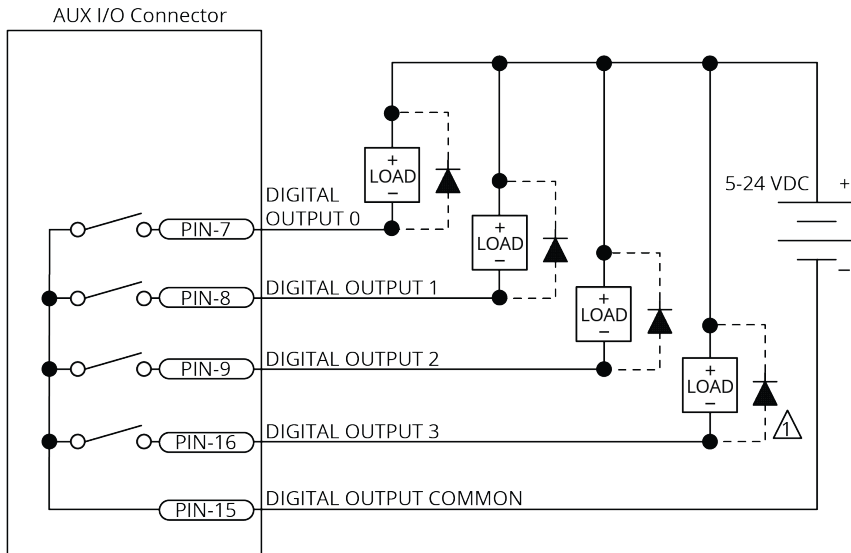 AUX I/O Connector
+
LOAD
−
5-24 VDC
+
−
DIGITAL
OUTPUT 0
PIN-7
+
LOAD
−
DIGITAL OUTPUT 1
PIN-8
+
LOAD
−
DIGITAL OUTPUT 2
PIN-9
+
LOAD
−
1
DIGITAL OUTPUT 3
PIN-16
DIGITAL OUTPUT COMMON
PIN-15